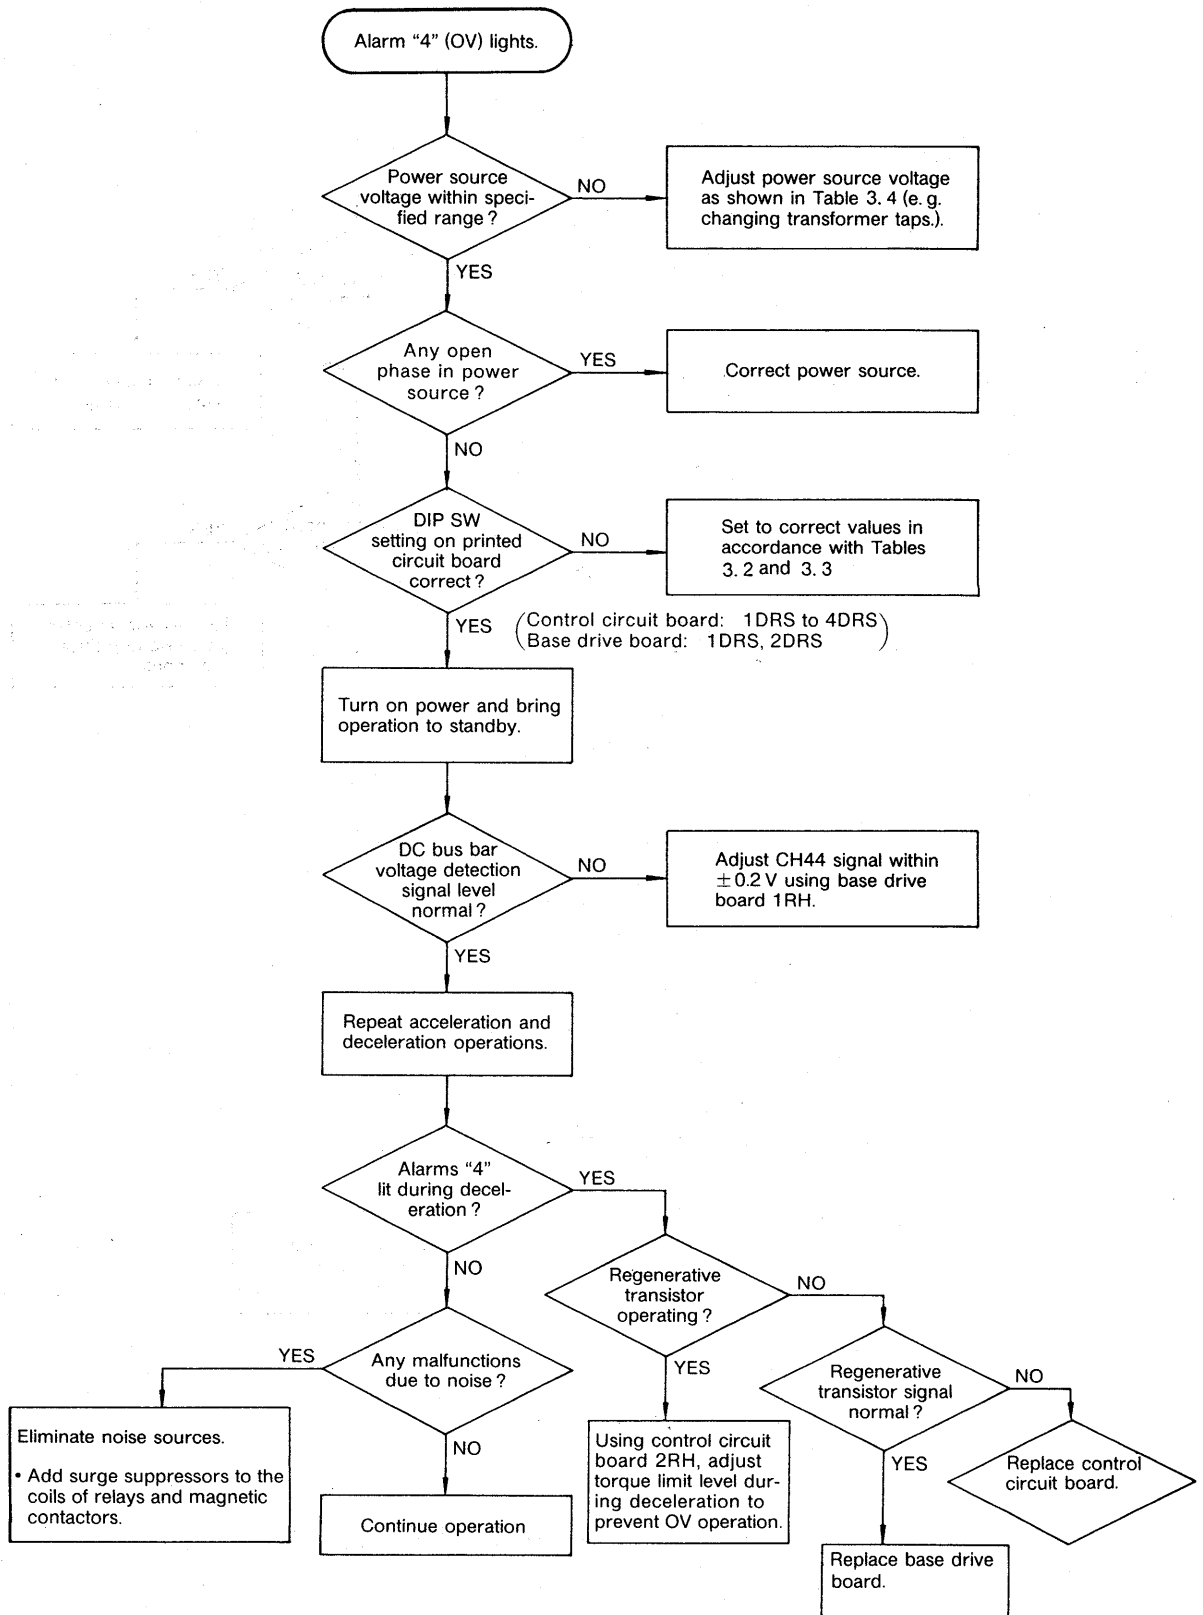 Alarm “4” (OV) lights.
Power source
voltage within speci-
fied range?
NO
Adjust power source voltage
as shown in Table 3. 4 (e. g.
changing transformer taps.).
YES
Any open
phase in power
source?
YES
Correct power source.
NO
DIP SW
setting on printed
circuit board
correct?
NO
Set to correct values in
accordance with Tables
3. 2 and 3. 3
YES
(Control circuit board: 1DRS to 4DRS)
(Base drive board: 1DRS, 2DRS)
Turn on power and bring
operation to standby.
DC bus bar
voltage detection
signal level
normal?
NO
Adjust CH44 signal within
±0.2 V using base drive
board 1RH.
YES
Repeat acceleration and
deceleration operations.
Alarms “4”
lit during decel-
eration?
YES
NO
Regenerative
transistor
operating?
NO
YES
Any malfunctions
due to noise?
YES
NO
Regenerative
transistor signal
normal?
NO
YES
Eliminate noise sources.
• Add surge suppressors to the
coils of relays and magnetic
contactors.
Continue operation
Using control circuit
board 2RH, adjust
torque limit level dur-
ing deceleration to
prevent OV operation.
Replace control
circuit board.
Replace base drive
board.